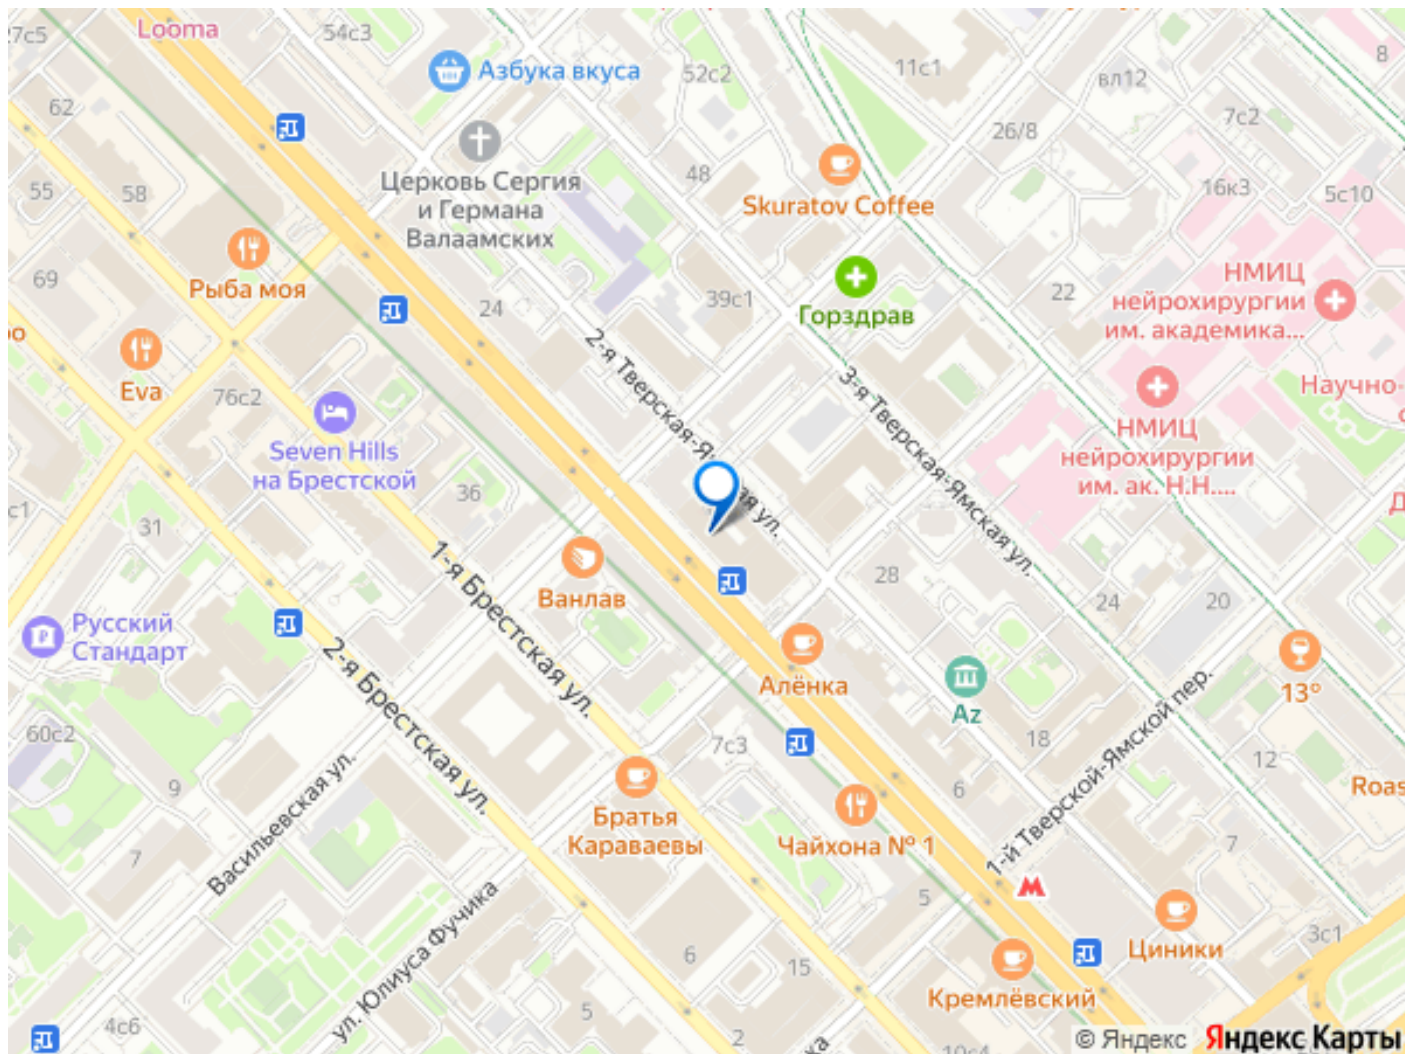 27с5
Looma
54с3
Азбука вкуса
52с2
11с1
вл12
8
62
7с2
26/8
Церковь Сергия
и Германа
Валаамских
48
Skuratov Coffee
16к3
5с10
55
58
Рыба моя
69
24
39с1
Горздрав
22
НМИЦ
нейрохирургии
им. академика...
Eva
76с2
2-я Тверская-Ямская ул.
3-я Тверская-Ямская ул.
Научно-
НМИЦ
нейрохирургии
им. ак. Н.Н....
Seven Hills
на Брестской
36
31
1-я Брестская ул.
Ванлав
28
24
20
Русский
Стандарт
2-я Брестская ул.
Алёнка
Az
13°
60с2
7с3
18
12
1-й Тверской-Ямской пер.
9
Васильевская ул.
6
Roas
Братья
Караваевы
Чайхона № 1
7
7
5
ул. Юлиуса Фучика
6
15
Циники
3с1
Кремлёвский
4с6
5
2
10с4
© Яндекс
Яндекс Карты